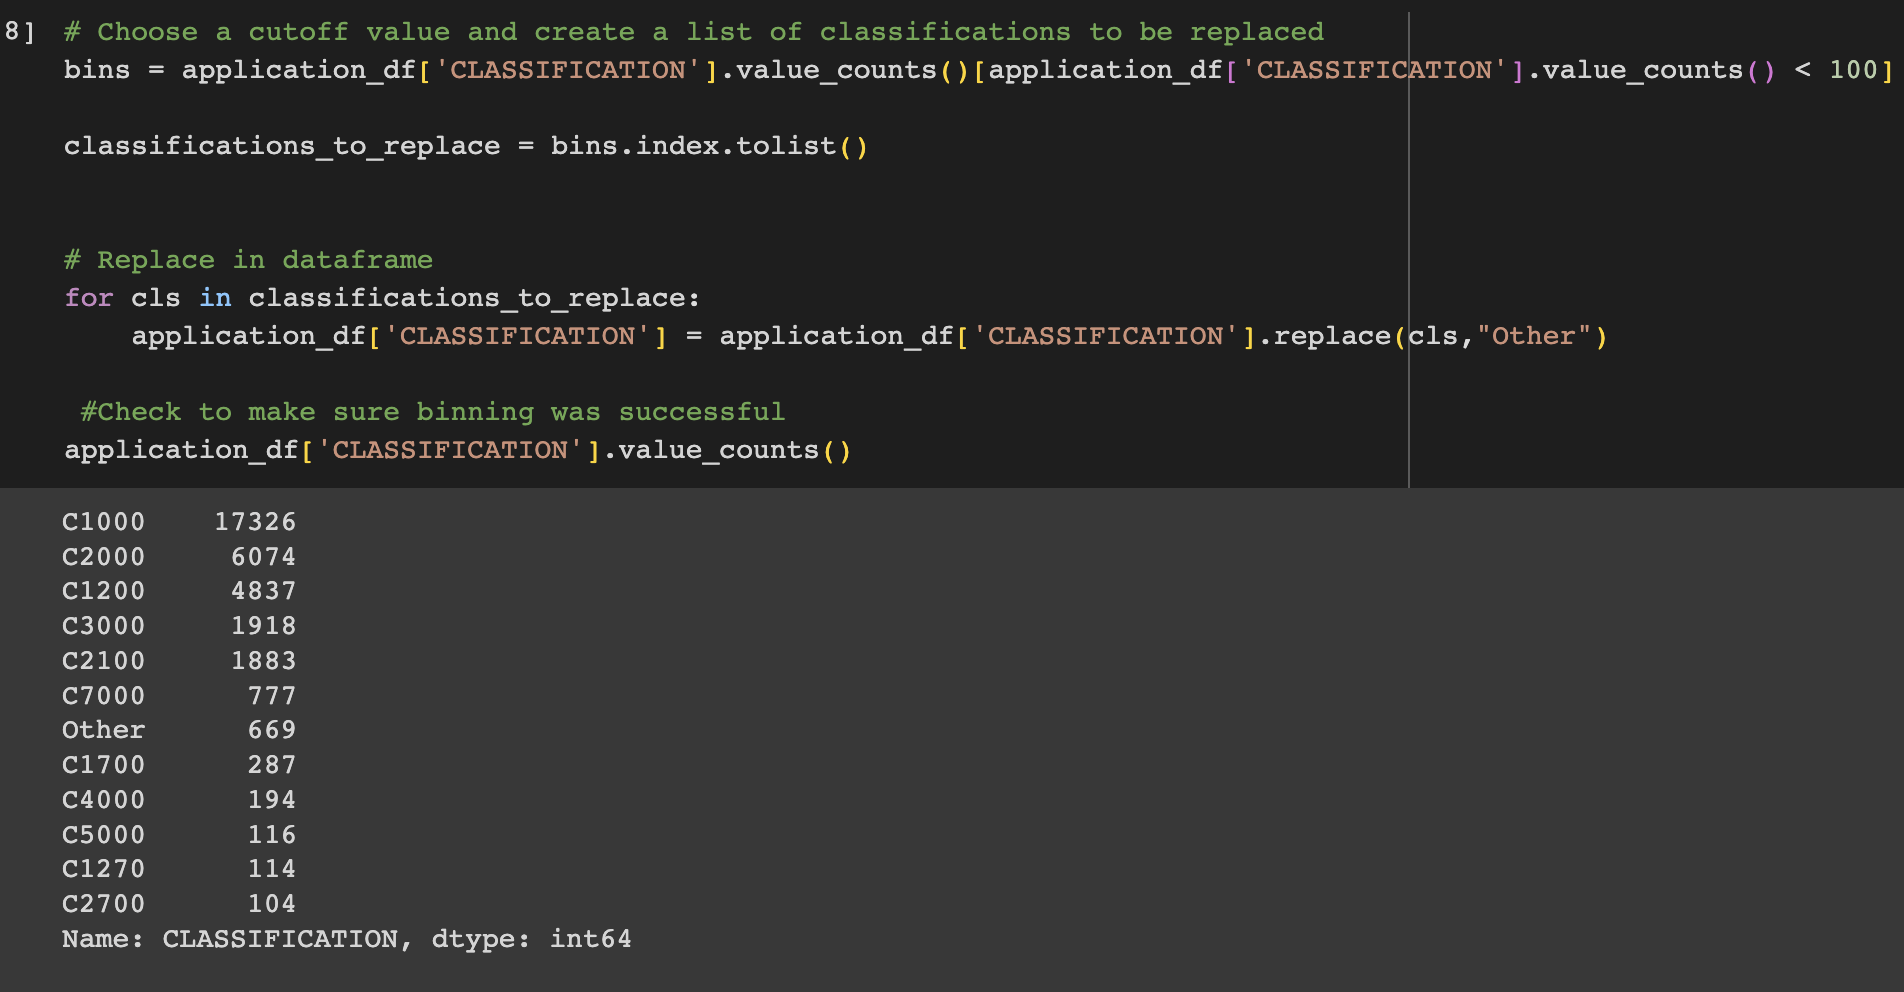 8] # Choose a cutoff value and create a list of classifications to be replaced
bins = application_df['CLASSIFICATION'].value_counts()[application_df['CLASSIFICATION'].value_counts() < 100]
classifications_to_replace = bins.index.tolist()
# Replace in dataframe
for cls in classifications_to_replace:
    application_df['CLASSIFICATION'] = application_df['CLASSIFICATION'].replace(cls,"Other")
 #Check to make sure binning was successful
application_df['CLASSIFICATION'].value_counts()
C1000    17326
C2000     6074
C1200     4837
C3000     1918
C2100     1883
C7000      777
Other      669
C1700      287
C4000      194
C5000      116
C1270      114
C2700      104
Name: CLASSIFICATION, dtype: int64